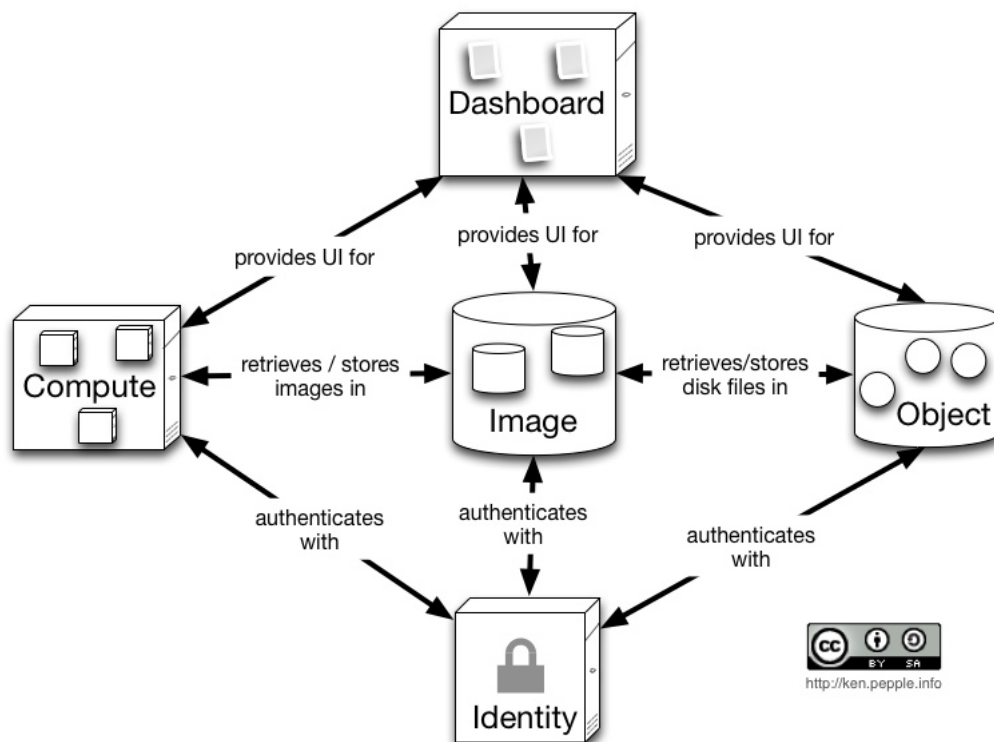 Dashboard
provides UI for
provides UI for
provides UI for
Compute
retrieves / stores
images in
Image
retrieves/stores
disk files in
Object
authenticates
with
authenticates
with
authenticates
with
Identity
cc
BY SA
http://ken.pepple.info